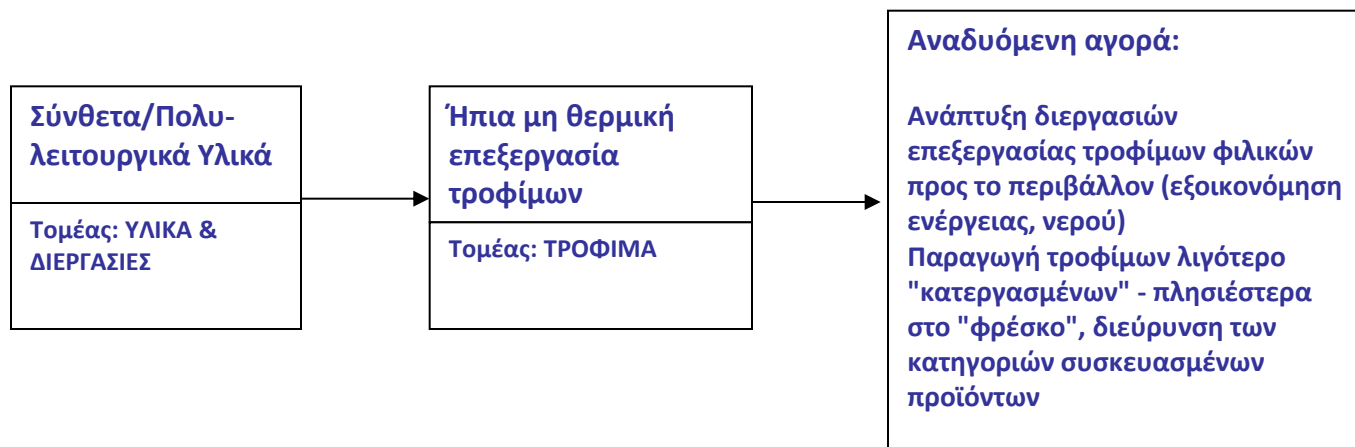 Σύνθετα/Πολυ-
λειτουργικά Υλικά
Τομέας: ΥΛΙΚΑ &
ΔΙΕΡΓΑΣΙΕΣ
Ήπια μη θερμική
επεξεργασία
τροφίμων
Τομέας: ΤΡΟΦΙΜΑ
Αναδυόμενη αγορά:
Ανάπτυξη διεργασιών
επεξεργασίας τροφίμων φιλικών
προς το περιβάλλον (εξοικονόμηση
ενέργειας, νερού)
Παραγωγή τροφίμων λιγότερο
"κατεργασμένων" - πλησιέστερα
στο "φρέσκο", διεύρυνση των
κατηγοριών συσκευασμένων
προϊόντων